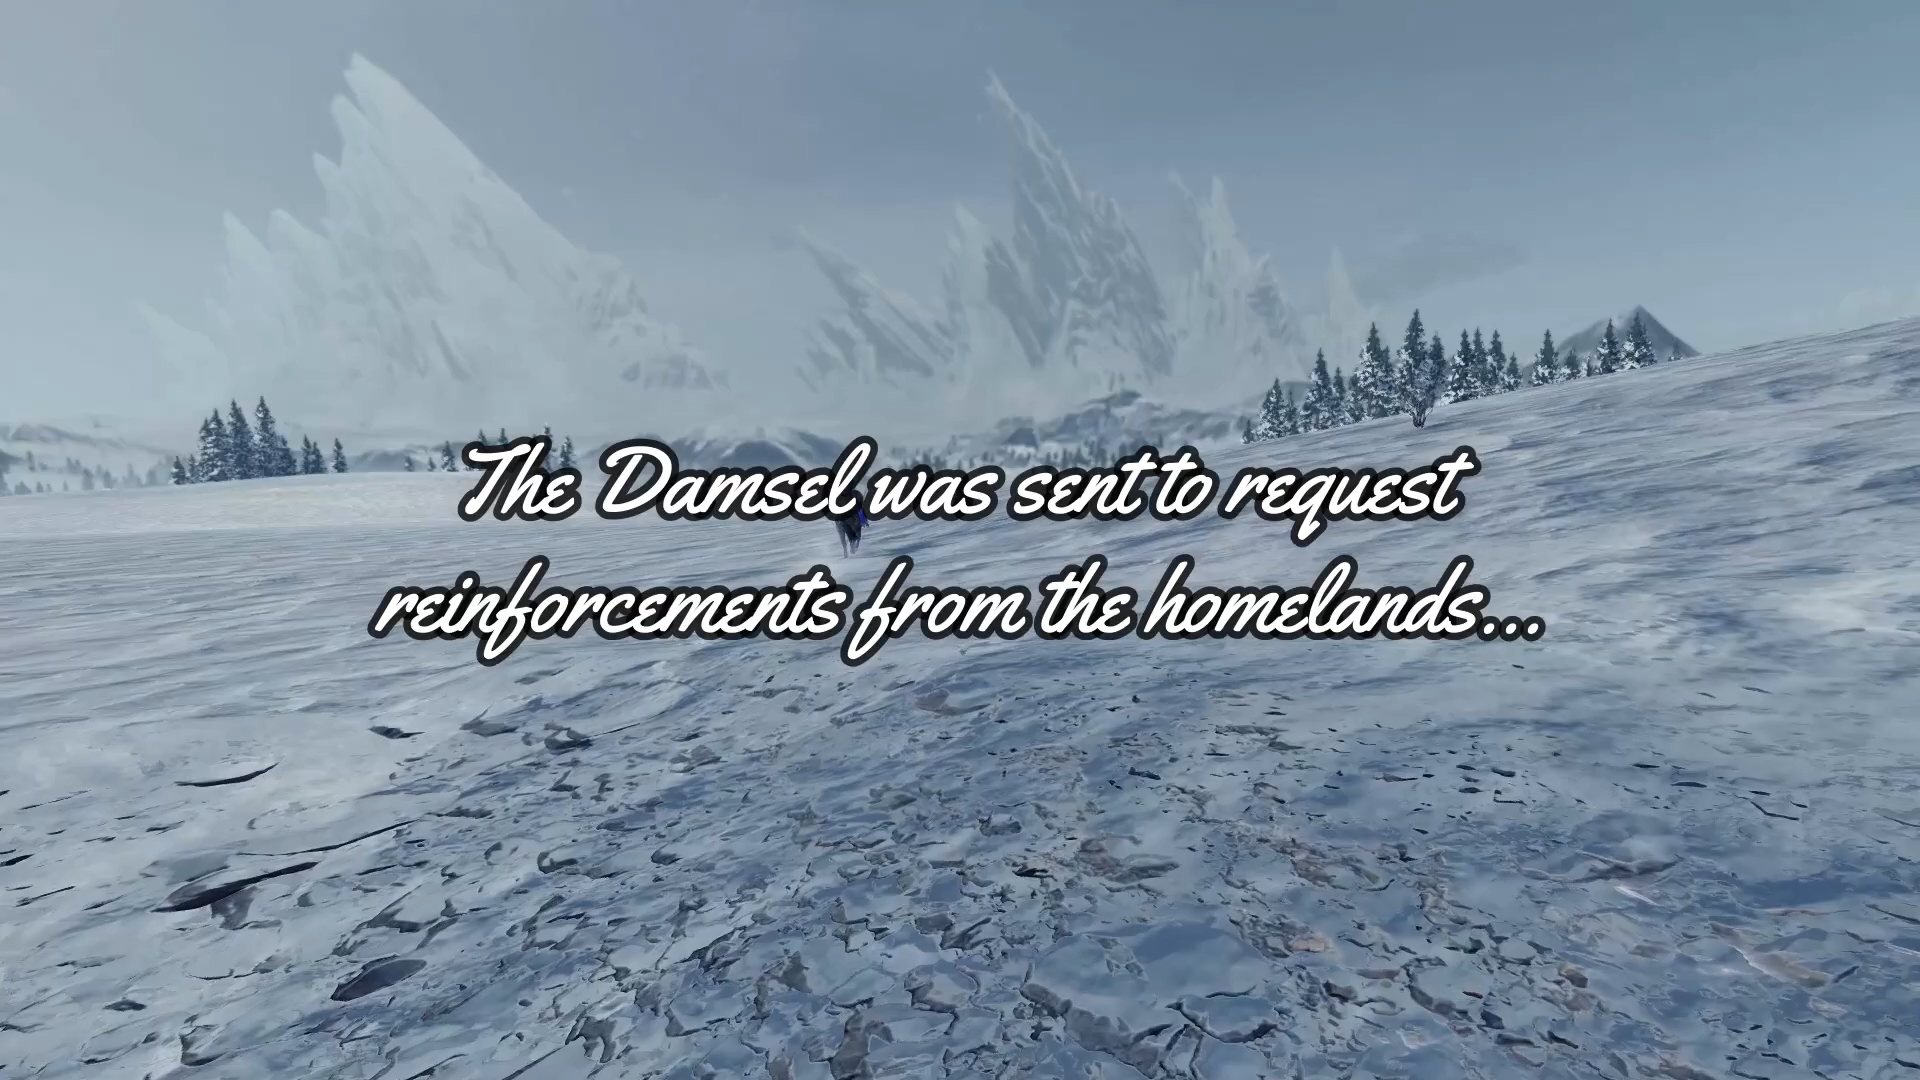 The Damsel was sent to request
reinforcements from the homelands...